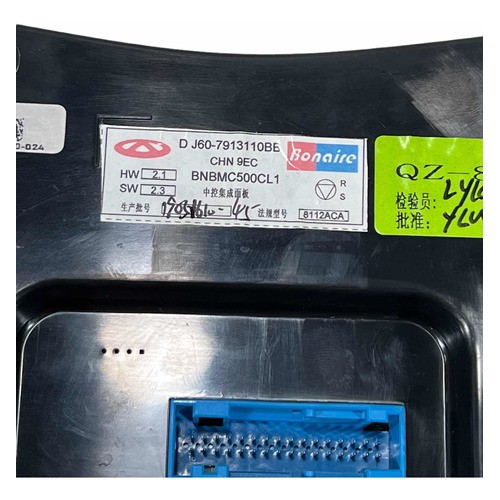 D J60-7913110BE
CHN 9EC
Bonaire
HW 2.1
BNBMC500CL1
SW 2.3
中控集成面板
R
S
生产批号
法规型号
8112ACA
0-024
QZ-
检验员:
批准: